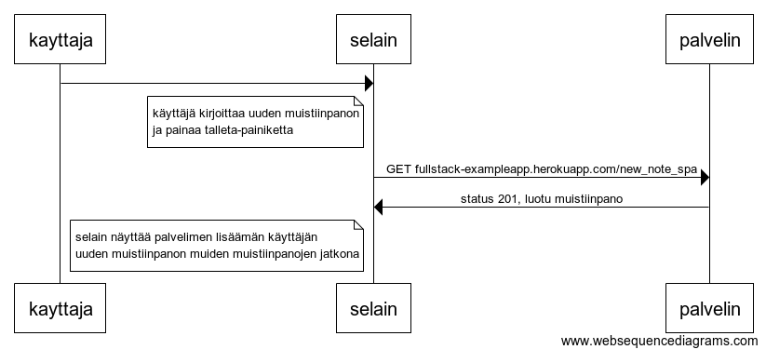 kayttaja
selain
palvelin
käyttäjä kirjoittaa uuden muistiinpanon
ja painaa talleta-painiketta
GET fullstack-exampleapp.herokuapp.com/new_note_spa
status 201, luotu muistiinpano
selain näyttää palvelimen lisäämän käyttäjän
uuden muistiinpanon muiden muistiinpanojen jatkona
kayttaja
selain
palvelin
www.websequencediagrams.com